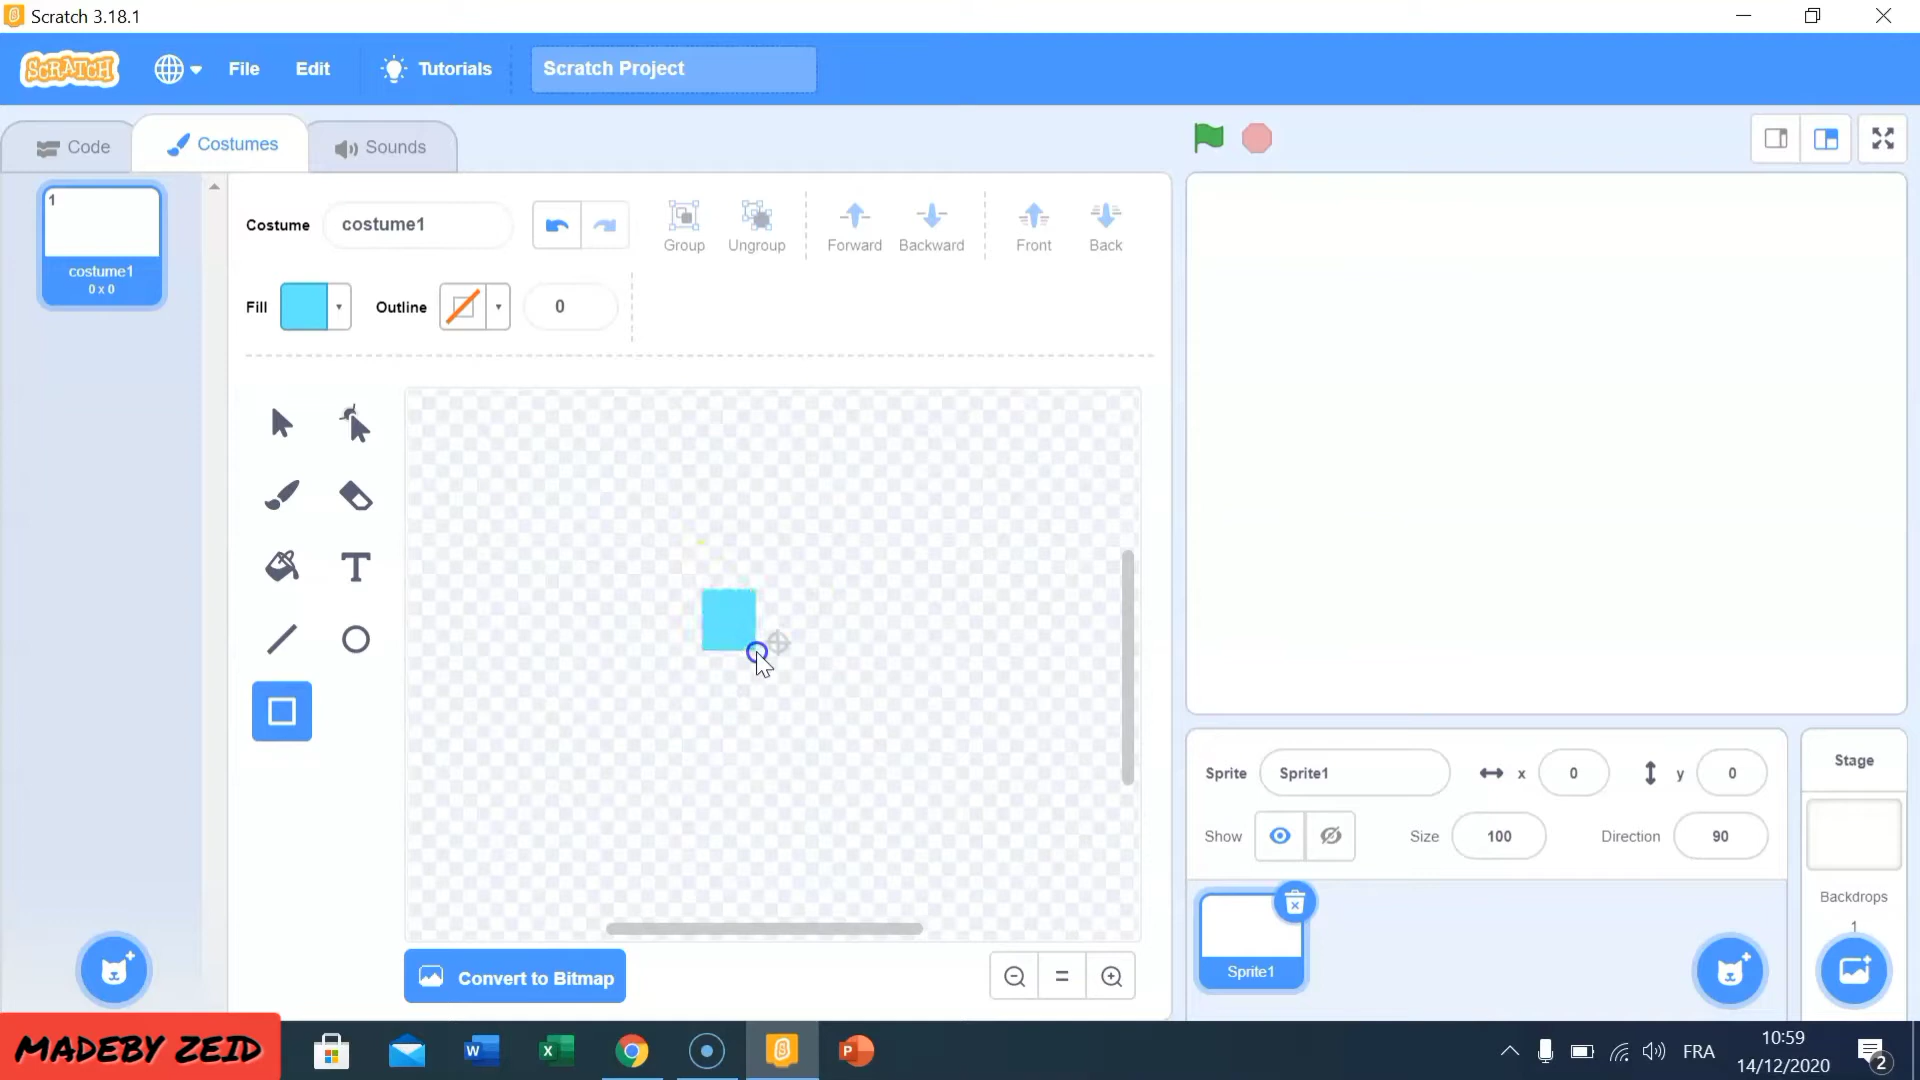 Scratch 3.18.1
SCRATCH
File
Edit
Tutorials
Scratch Project
Code
Costumes
Sounds
1
costume1
0 x 0
Costume
costume1
Group
Ungroup
Forward
Backward
Front
Back
Fill
Outline
0
Convert to Bitmap
Sprite
Sprite1
x
0
y
0
Show
Size
100
Direction
90
Sprite1
Stage
Backdrops
1
MADEBY ZEID
FRA
10:59
14/12/2020
2